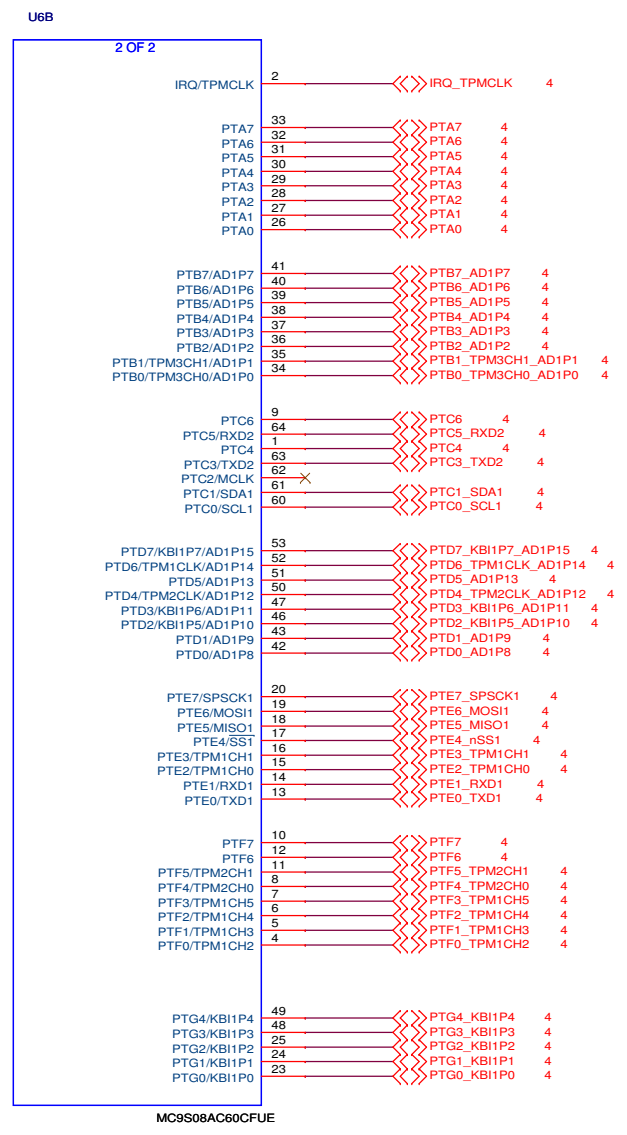 U6B
2 OF 2
IRQ/TPMCLK 2 IRQ_TPMCLK 4
PTA7 33 PTA7 4
PTA6 32 PTA6 4
PTA5 31 PTA5 4
PTA4 30 PTA4 4
PTA3 29 PTA3 4
PTA2 28 PTA2 4
PTA1 27 PTA1 4
PTA0 26 PTA0 4
PTB7/AD1P7 41 PTB7_AD1P7 4
PTB6/AD1P6 40 PTB6_AD1P6 4
PTB5/AD1P5 39 PTB5_AD1P5 4
PTB4/AD1P4 38 PTB4_AD1P4 4
PTB3/AD1P3 37 PTB3_AD1P3 4
PTB2/AD1P2 36 PTB2_AD1P2 4
PTB1/TPM3CH1/AD1P1 35 PTB1_TPM3CH1_AD1P1 4
PTB0/TPM3CH0/AD1P0 34 PTB0_TPM3CH0_AD1P0 4
PTC6 9 PTC6 4
PTC5/RXD2 64 PTC5_RXD2 4
PTC4 1 PTC4 4
PTC3/TXD2 63 PTC3_TXD2 4
PTC2/MCLK 62
PTC1/SDA1 61 PTC1_SDA1 4
PTC0/SCL1 60 PTC0_SCL1 4
PTD7/KBI1P7/AD1P15 53 PTD7_KBI1P7_AD1P15 4
PTD6/TPM1CLK/AD1P14 52 PTD6_TPM1CLK_AD1P14 4
PTD5/AD1P13 51 PTD5_AD1P13 4
PTD4/TPM2CLK/AD1P12 50 PTD4_TPM2CLK_AD1P12 4
PTD3/KBI1P6/AD1P11 47 PTD3_KBI1P6_AD1P11 4
PTD2/KBI1P5/AD1P10 46 PTD2_KBI1P5_AD1P10 4
PTD1/AD1P9 43 PTD1_AD1P9 4
PTD0/AD1P8 42 PTD0_AD1P8 4
PTE7/SPSCK1 20 PTE7_SPSCK1 4
PTE6/MOSI1 19 PTE6_MOSI1 4
PTE5/MISO1 18 PTE5_MISO1 4
PTE4/SS1 17 PTE4_nSS1 4
PTE3/TPM1CH1 16 PTE3_TPM1CH1 4
PTE2/TPM1CH0 15 PTE2_TPM1CH0 4
PTE1/RXD1 14 PTE1_RXD1 4
PTE0/TXD1 13 PTE0_TXD1 4
PTF7 10 PTF7 4
PTF6 12 PTF6 4
PTF5/TPM2CH1 11 PTF5_TPM2CH1 4
PTF4/TPM2CH0 8 PTF4_TPM2CH0 4
PTF3/TPM1CH5 7 PTF3_TPM1CH5 4
PTF2/TPM1CH4 6 PTF2_TPM1CH4 4
PTF1/TPM1CH3 5 PTF1_TPM1CH3 4
PTF0/TPM1CH2 4 PTF0_TPM1CH2 4
PTG4/KBI1P4 49 PTG4_KBI1P4 4
PTG3/KBI1P3 48 PTG3_KBI1P3 4
PTG2/KBI1P2 25 PTG2_KBI1P2 4
PTG1/KBI1P1 24 PTG1_KBI1P1 4
PTG0/KBI1P0 23 PTG0_KBI1P0 4
MC9S08AC60CFUE